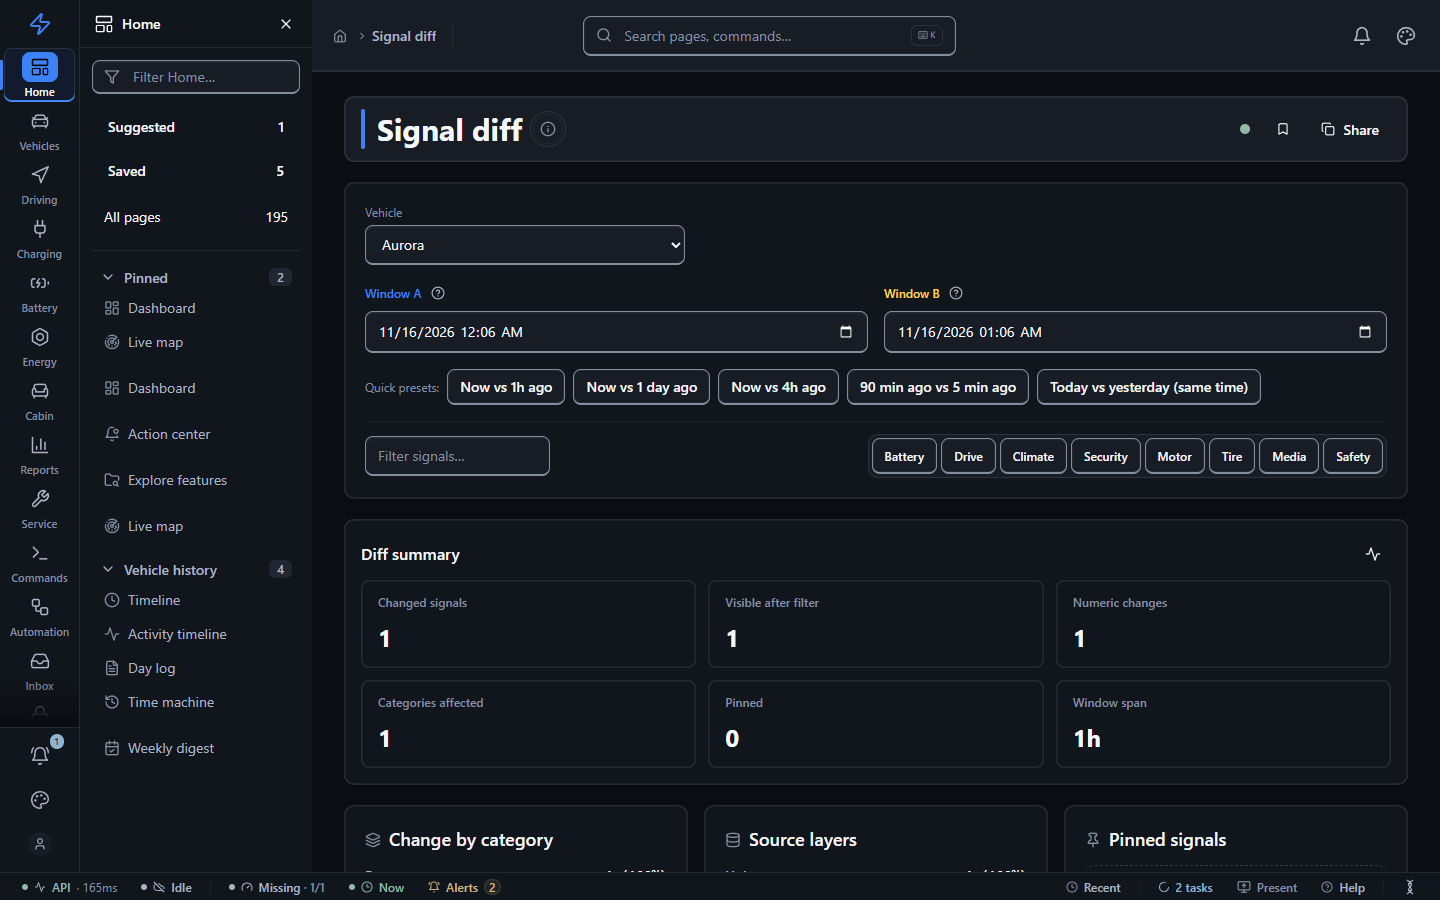 Home
Vehicles
Driving
Charging
Battery
Energy
Cabin
Reports
Service
Commands
Automation
Inbox
1
Home
Filter Home...
Suggested 1
Saved 5
All pages 195
Pinned 2
Dashboard
Live map
Dashboard
Action center
Explore features
Live map
Vehicle history 4
Timeline
Activity timeline
Day log
Time machine
Weekly digest
Signal diff
Search pages, commands...
K
Signal diff
Share
Vehicle
Aurora
Window A
Window B
11/16/2026 12:06 AM
11/16/2026 01:06 AM
Quick presets: Now vs 1h ago Now vs 1 day ago Now vs 4h ago 90 min ago vs 5 min ago Today vs yesterday (same time)
Filter signals...
Battery Drive Climate Security Motor Tire Media Safety
Diff summary
Changed signals
1
Visible after filter
1
Numeric changes
1
Categories affected
1
Pinned
0
Window span
1h
Change by category
Source layers
Pinned signals
API · 165ms Idle Missing · 1/1 Now Alerts 2 Recent 2 tasks Present Help